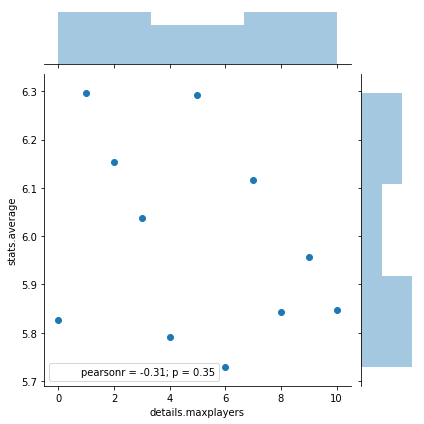 6.3
6.2
6.1
6.0
5.9
5.8
5.7
stats.average
pearsonr = -0.31; p = 0.35
0 2 4 6 8 10
details.maxplayers